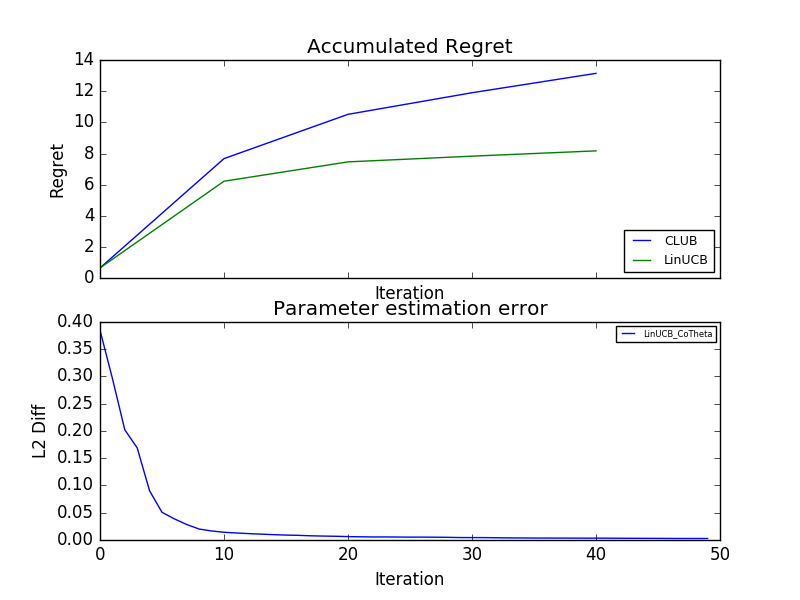 Accumulated Regret
14
12
10
8
6
4
2
0
Regret
CLUB
LinUCB
Iteration
Parameter estimation error
0.40
0.35
0.30
0.25
0.20
0.15
0.10
0.05
0.00
L2 Diff
LinUCB_CoTheta
0 10 20 30 40 50
Iteration